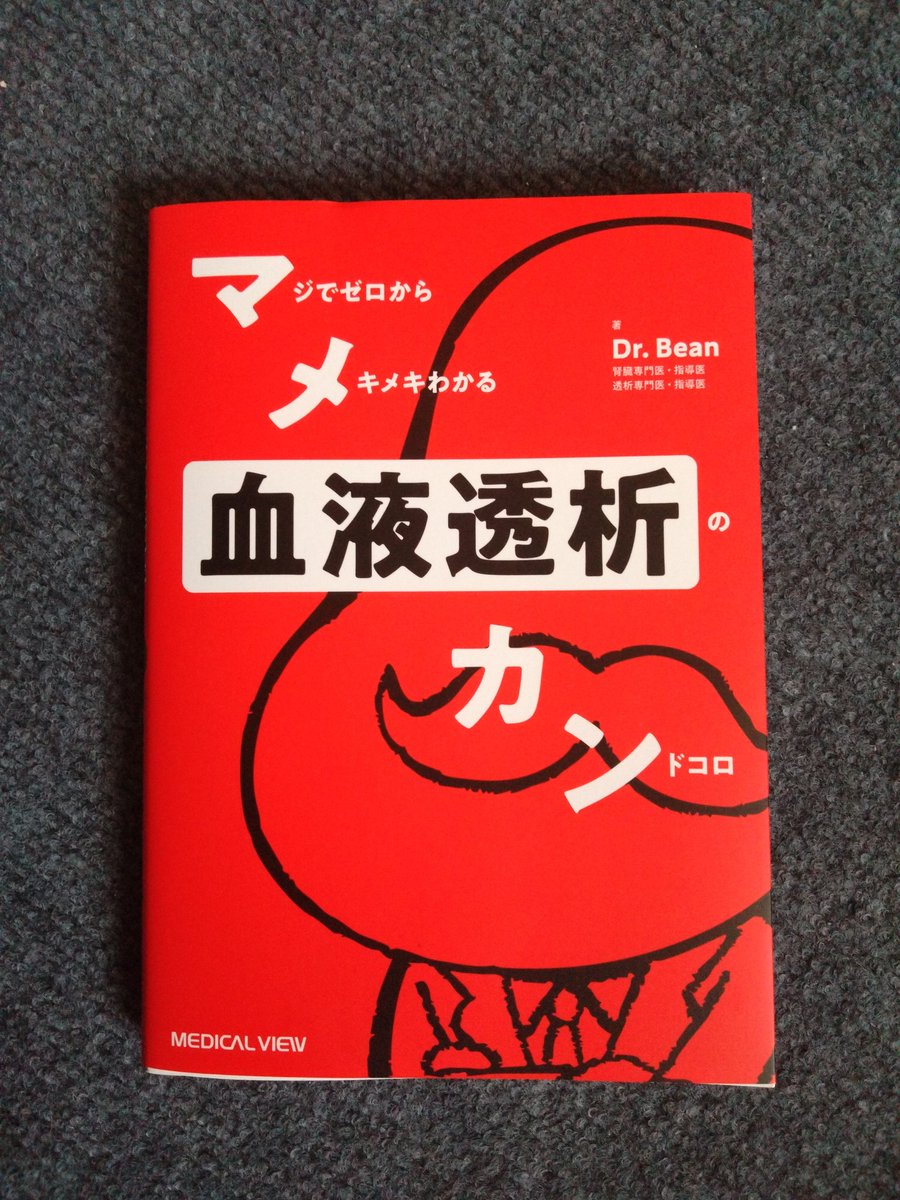 マジでゼロから
メキメキわかる
血液透析の
カンドコロ
著
Dr. Bean
腎臓専門医・指導医
透析専門医・指導医
MEDICAL VIEW